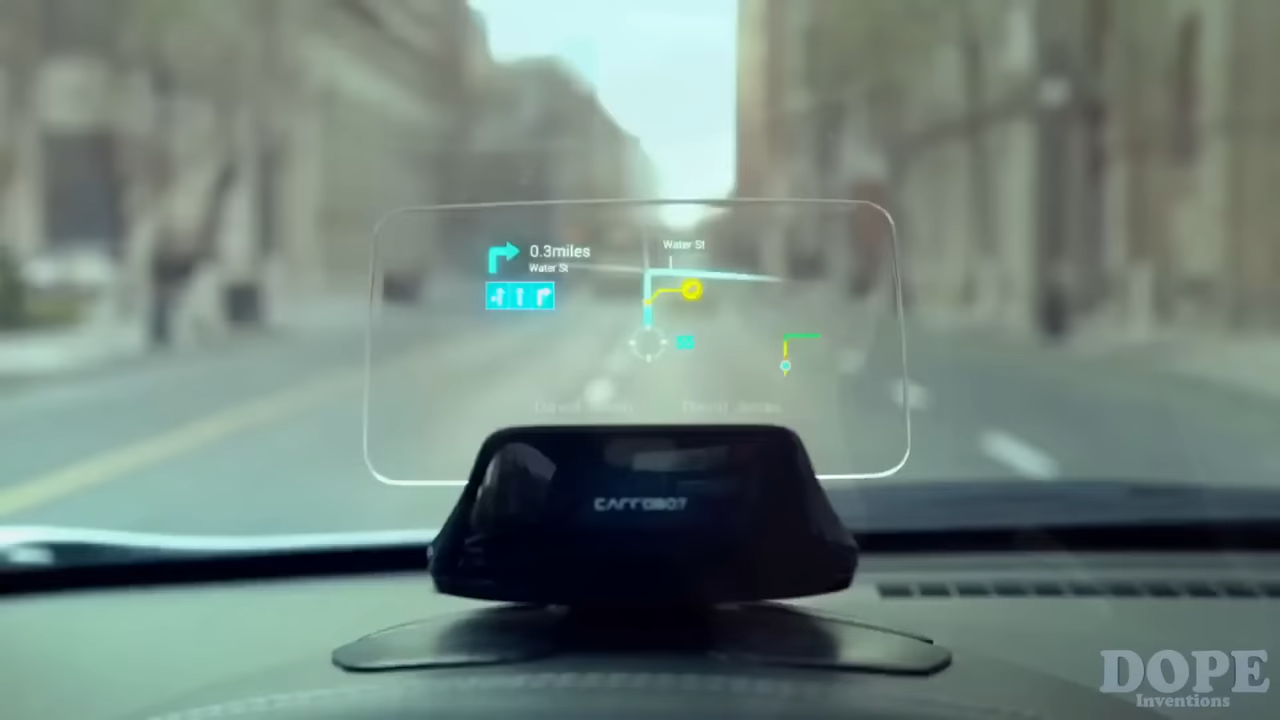 0.3miles
Water St
Water St
CARROBOT
DOPE
Inventions